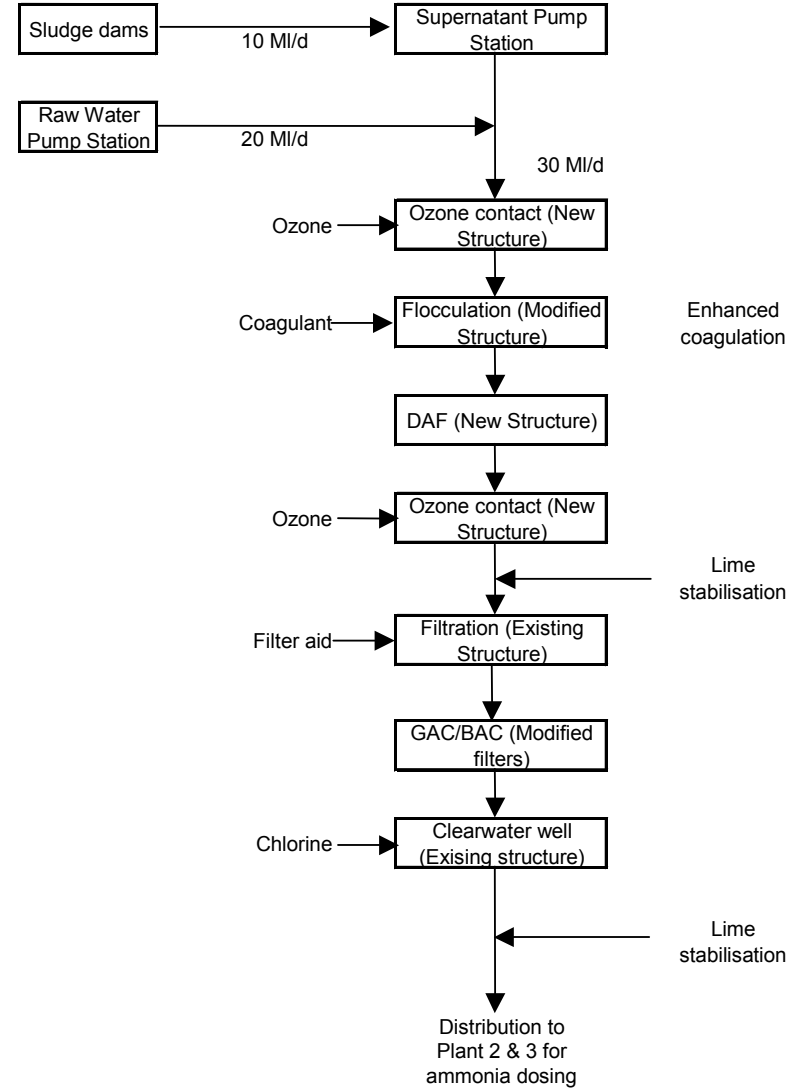 Sludge dams
10 Ml/d
Supernatant Pump
Station
Raw Water
Pump Station
20 Ml/d
30 Ml/d
Ozone
Ozone contact (New
Structure)
Coagulant
Flocculation (Modified
Structure)
Enhanced
coagulation
DAF (New Structure)
Ozone
Ozone contact (New
Structure)
Lime
stabilisation
Filter aid
Filtration (Existing
Structure)
GAC/BAC (Modified
filters)
Chlorine
Clearwater well
(Exising structure)
Lime
stabilisation
Distribution to
Plant 2 & 3 for
ammonia dosing